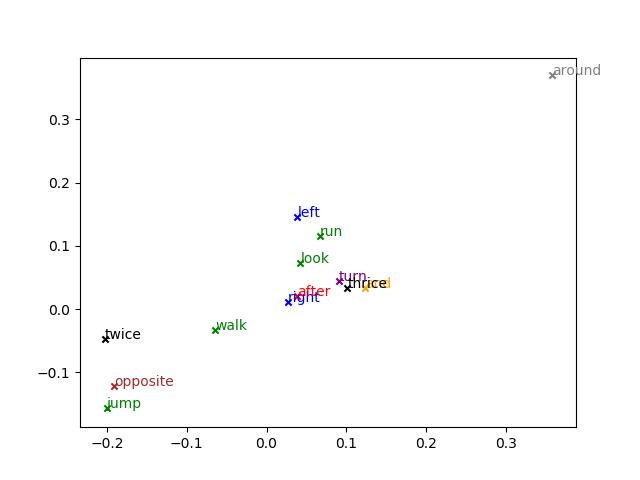 around
0.3
0.2
left
run
0.1
look
turn
thrice
and
after
right
0.0
walk
twice
−0.1
opposite
jump
−0.2
−0.1
0.0
0.1
0.2
0.3